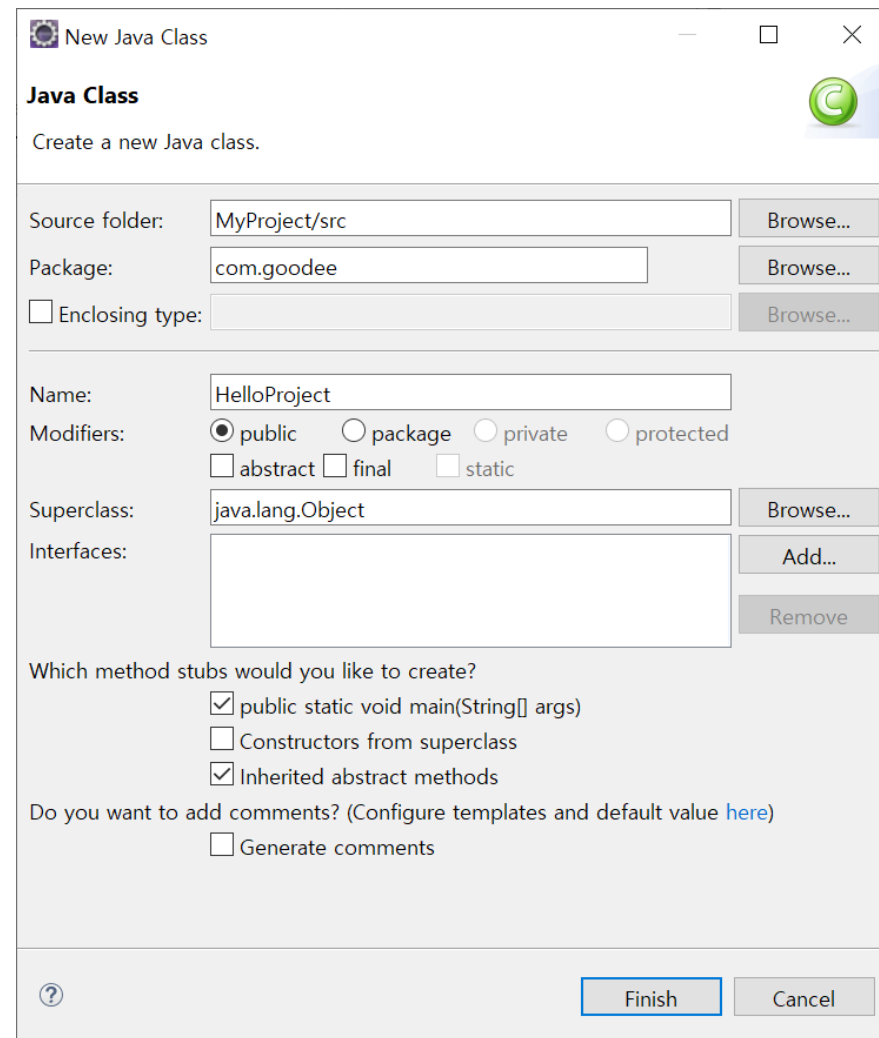 New Java Class
Java Class
Create a new Java class.
Source folder: MyProject/src Browse...
Package: com.goodee Browse...
Enclosing type: Browse...
Name: HelloProject
Modifiers: public package private protected
abstract final static
Superclass: java.lang.Object Browse...
Interfaces: Add...
Remove
Which method stubs would you like to create?
public static void main(String[] args)
Constructors from superclass
Inherited abstract methods
Do you want to add comments? (Configure templates and default value here)
Generate comments
? Finish Cancel